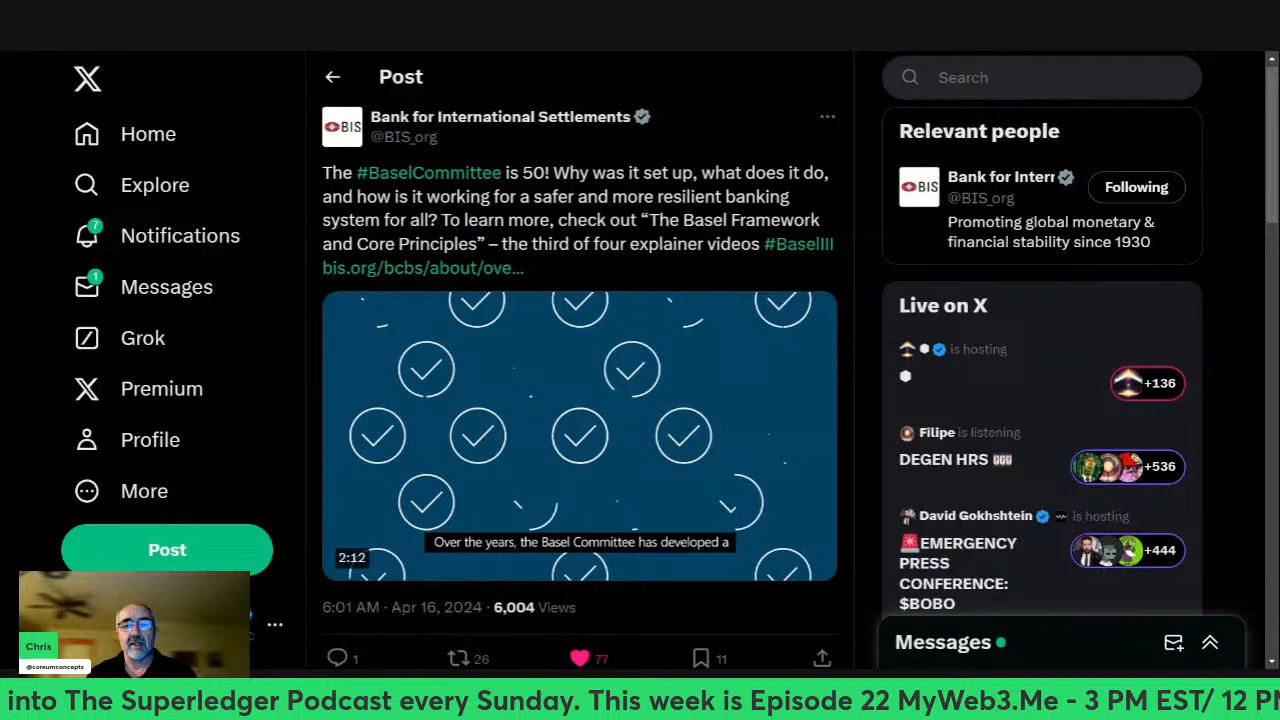 Home
Explore
7
Notifications
1
Messages
Grok
Premium
Profile
More
Post
Chris
@coreumconcepts
Post
BIS
Bank for International Settlements
@BIS_org
The #BaselCommittee is 50! Why was it set up, what does it do,
and how is it working for a safer and more resilient banking
system for all? To learn more, check out “The Basel Framework
and Core Principles” – the third of four explainer videos #BaselIII
bis.org/bcbs/about/ove...
Over the years, the Basel Committee has developed a
2:12
6:01 AM · Apr 16, 2024 · 6,004 Views
1
26
77
11
Search
Relevant people
BIS
Bank for Interr
@BIS_org
Following
Promoting global monetary &
financial stability since 1930
Live on X
is hosting
+136
Filipe is listening
DEGEN HRS
+536
David Gokhshtein is hosting
EMERGENCY
PRESS
CONFERENCE:
$BOBO
+444
Messages
into The Superledger Podcast every Sunday. This week is Episode 22 MyWeb3.Me - 3 PM EST/ 12 P